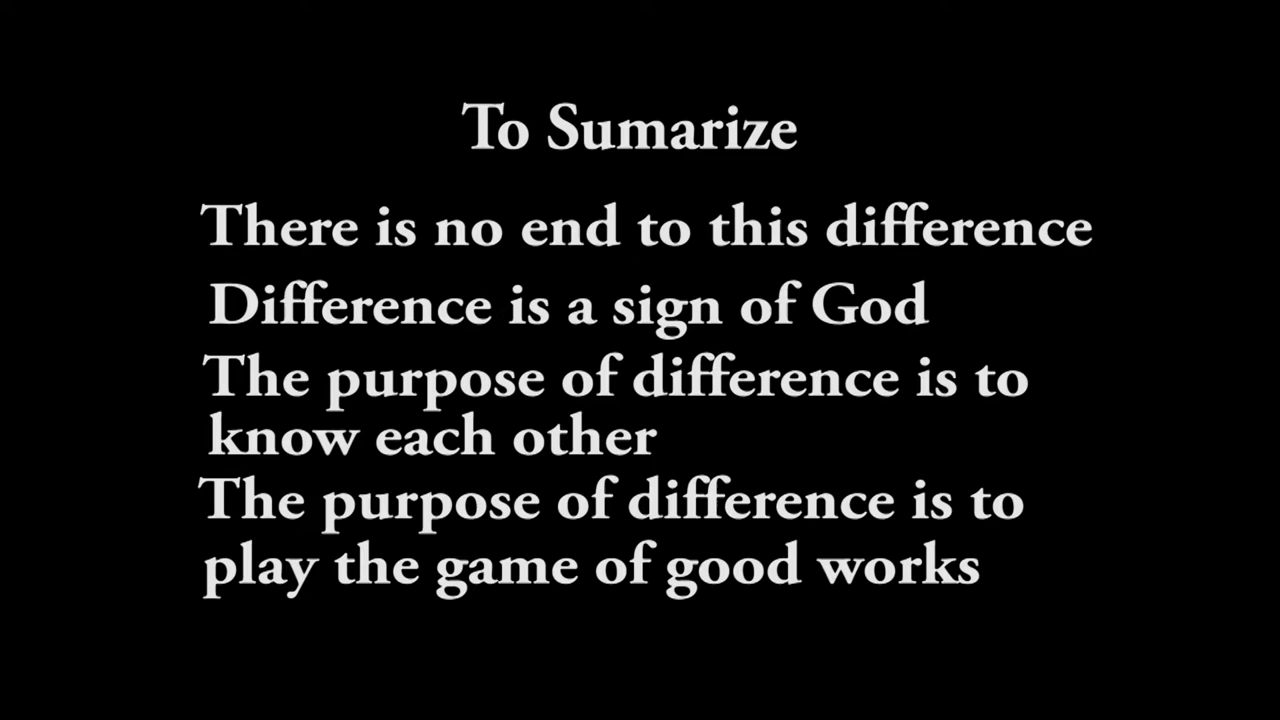 To Sumarize
There is no end to this difference
Difference is a sign of God
The purpose of difference is to
know each other
The purpose of difference is to
play the game of good works